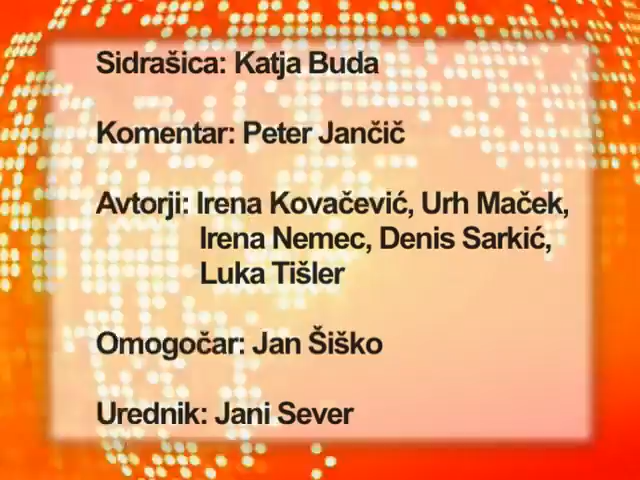 Sidrašica: Katja Buda
Komentar: Peter Jančič
Avtorji: Irena Kovačević, Urh Maček,
Irena Nemec, Denis Sarkić,
Luka Tišler
Omogočar: Jan Šiško
Urednik: Jani Sever